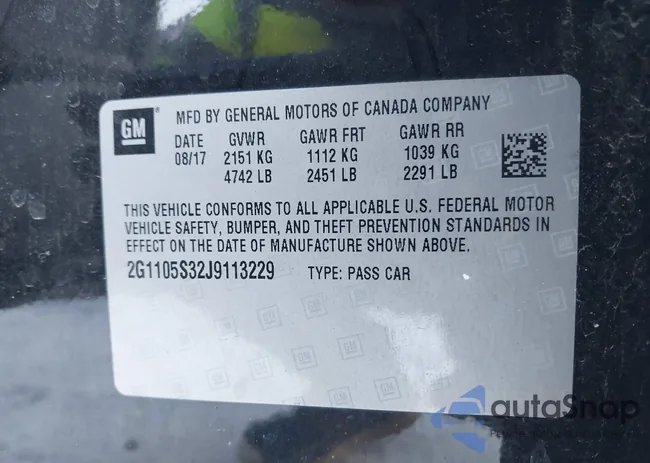 GM
MFD BY GENERAL MOTORS OF CANADA COMPANY
DATE GVWR GAWR FRT GAWR RR
08/17 2151 KG 1112 KG 1039 KG
4742 LB 2451 LB 2291 LB
THIS VEHICLE CONFORMS TO ALL APPLICABLE U.S. FEDERAL MOTOR
VEHICLE SAFETY, BUMPER, AND THEFT PREVENTION STANDARDS IN
EFFECT ON THE DATE OF MANUFACTURE SHOWN ABOVE.
2G1105S32J9113229 TYPE: PASS CAR
autoSnap